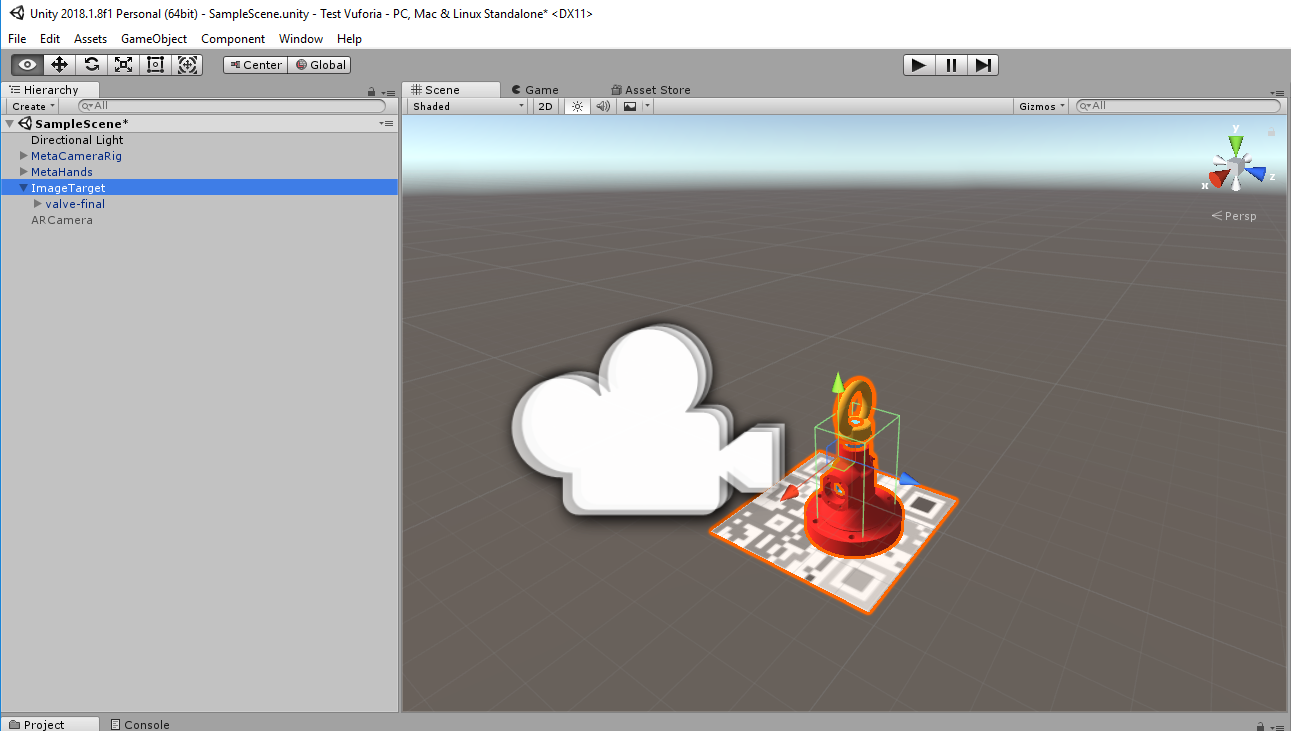 Unity 2018.1.8f1 Personal (64bit) - SampleScene.unity - Test Vuforia - PC, Mac & Linux Standalone* <DX11>
File Edit Assets GameObject Component Window Help
Center Global
Hierarchy
Create All
SampleScene*
Directional Light
MetaCameraRig
MetaHands
ImageTarget
valve-final
ARCamera
Scene Game Asset Store
Shaded 2D Gizmos All
y
x z
Persp
Project Console